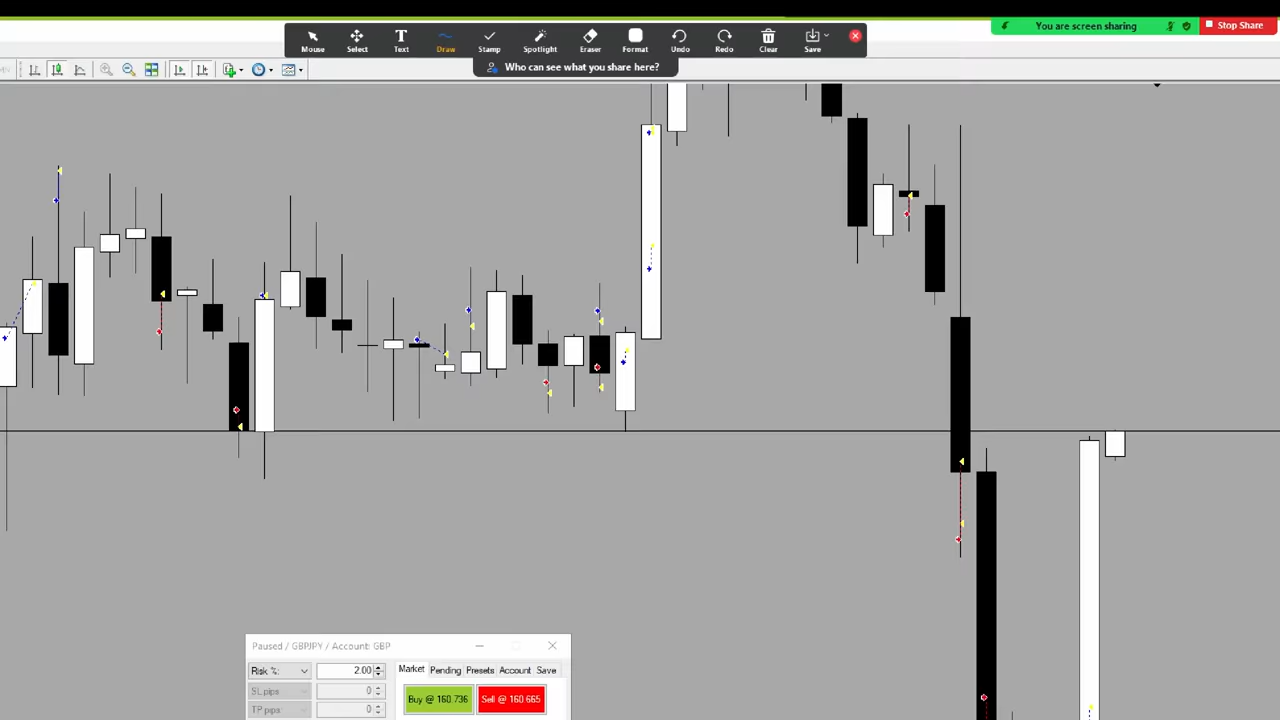 You are screen sharing
Stop Share
Mouse
Select
Text
Draw
Stamp
Spotlight
Eraser
Format
Undo
Redo
Clear
Save
Who can see what you share here?
Paused / GBPJPY / Account: GBP
Risk %:
2.00
Market
Pending
Presets
Account
Save
SL pips:
0
Buy @ 160.736
Sell @ 160.665
TP pips:
0